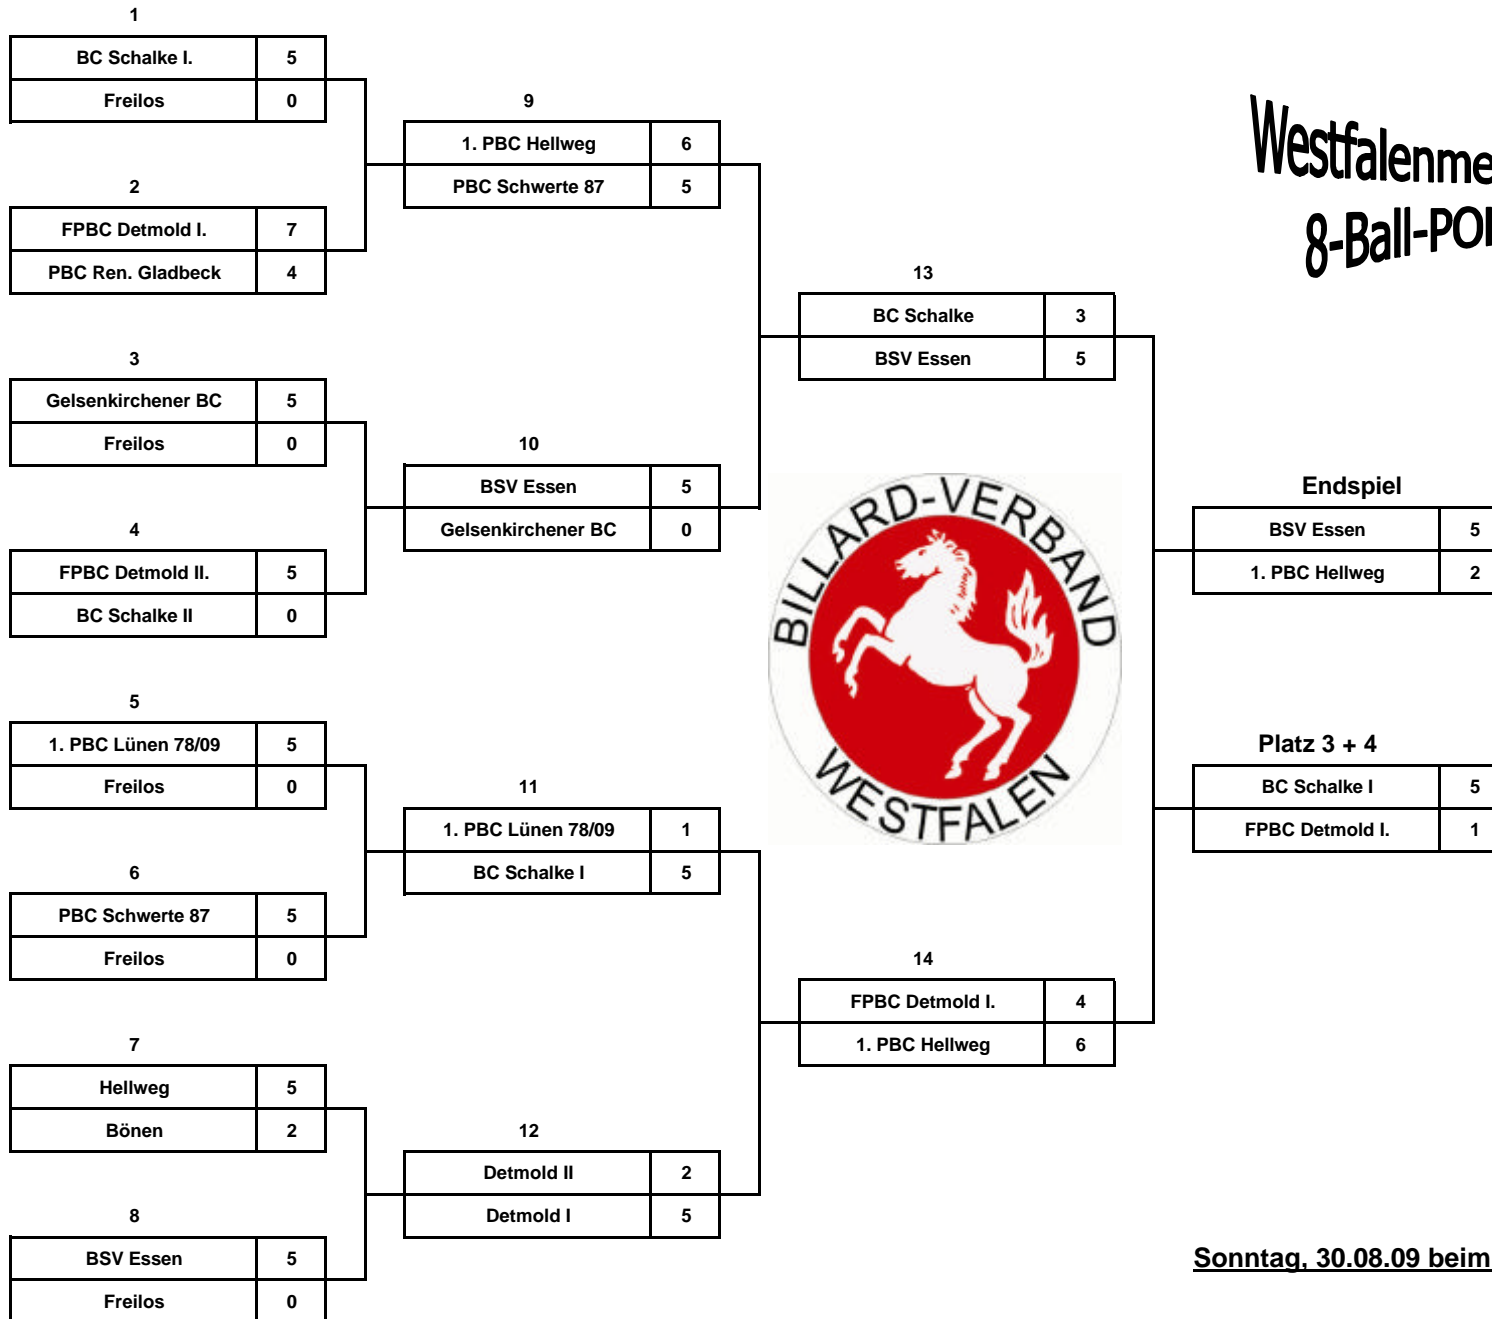 1
BC Schalke I. 5
Freilos 0
2
FPBC Detmold I. 7
PBC Ren. Gladbeck 4
3
Gelsenkirchener BC 5
Freilos 0
4
FPBC Detmold II. 5
BC Schalke II 0
5
1. PBC Lünen 78/09 5
Freilos 0
6
PBC Schwerte 87 5
Freilos 0
7
Hellweg 5
Bönen 2
8
BSV Essen 5
Freilos 0
9
1. PBC Hellweg 6
PBC Schwerte 87 5
10
BSV Essen 5
Gelsenkirchener BC 0
11
1. PBC Lünen 78/09 1
BC Schalke I 5
12
Detmold II 2
Detmold I 5
13
BC Schalke 3
BSV Essen 5
BILLARD-VERBAND
WESTFALEN
14
FPBC Detmold I. 4
1. PBC Hellweg 6
8-Ball-
Endspiel
BSV Essen 5
1. PBC Hellweg 2
Platz 3 + 4
BC Schalke I 5
FPBC Detmold I. 1
Sonntag, 30.08.09 beim